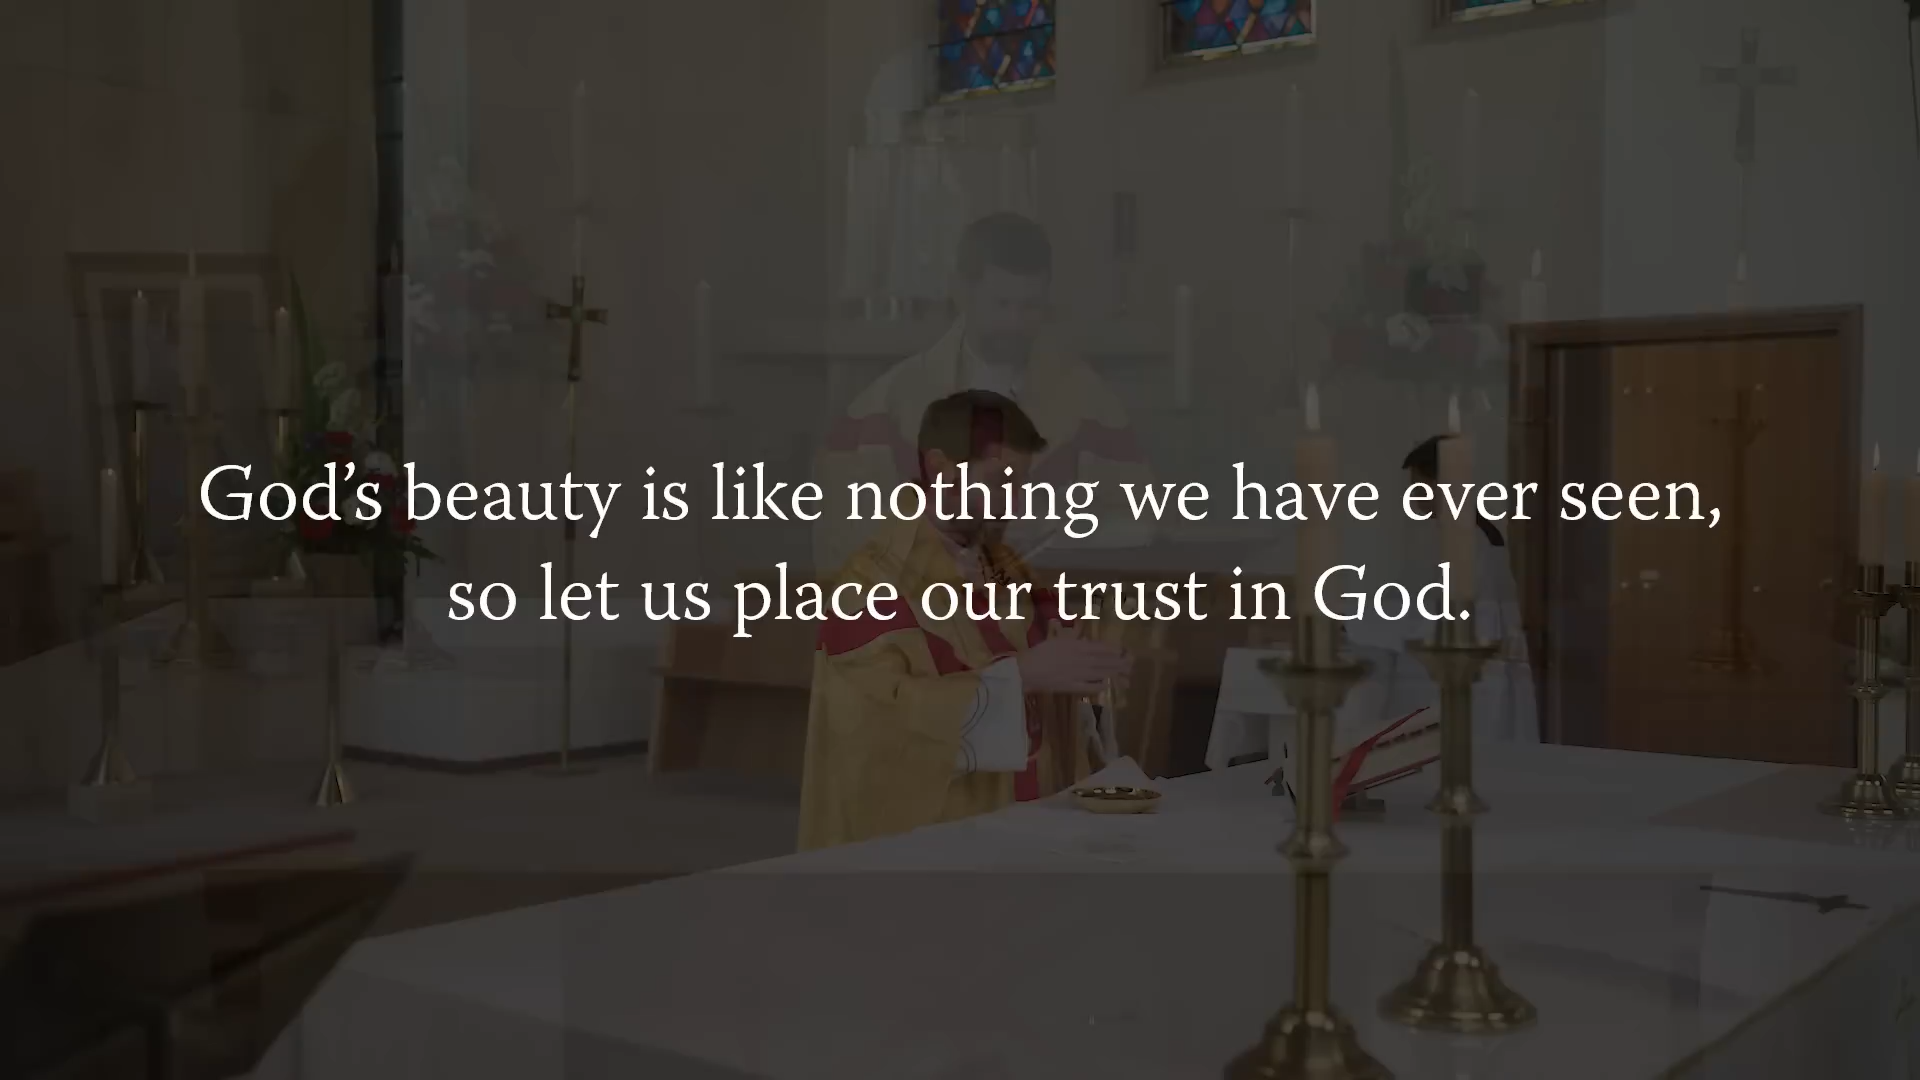 God’s beauty is like nothing we have ever seen,
so let us place our trust in God.